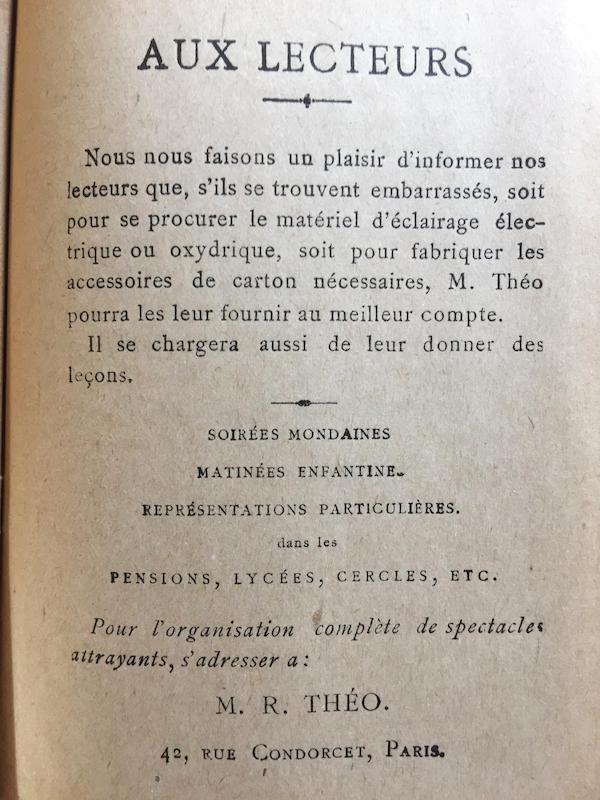 AUX LECTEURS
Nous nous faisons un plaisir d'informer nos
lecteurs que, s'ils se trouvent embarrassés, soit
pour se procurer le matériel d'éclairage élec-
trique ou oxydrique, soit pour fabriquer les
accessoires de carton nécessaires, M. Théo
pourra les leur fournir au meilleur compte.
Il se chargera aussi de leur donner des
leçons.
SOIRÉES MONDAINES
MATINÉES ENFANTINES
REPRÉSENTATIONS PARTICULIÈRES.
dans les
PENSIONS, LYCÉES, CERCLES, ETC.
Pour l'organisation complète de spectacles
attrayants, s'adresser a :
M. R. THÉO.
42, RUE CONDORCET, PARIS.